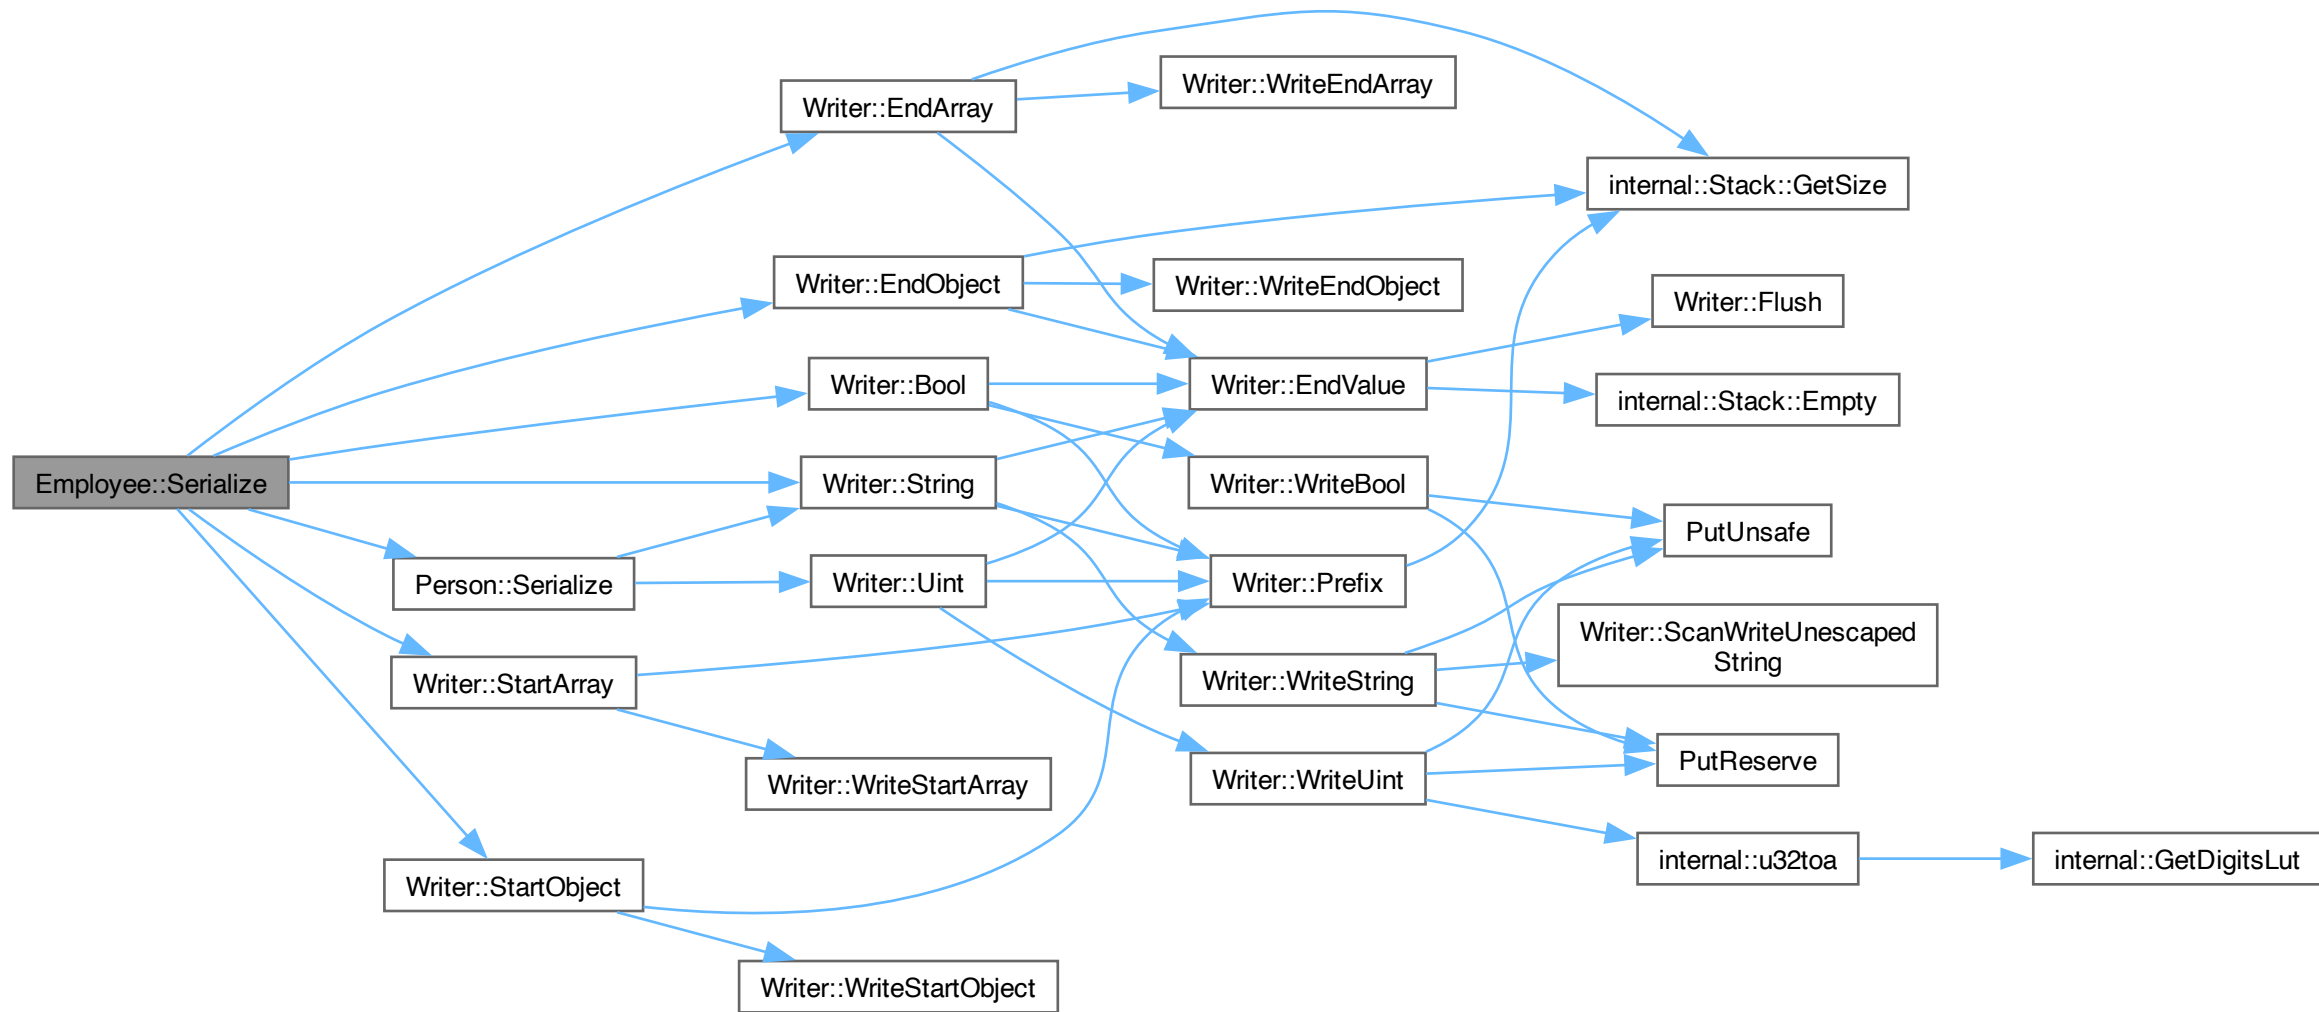 Writer::EndArray
Writer::WriteEndArray
internal::Stack::GetSize
Writer::EndObject
Writer::WriteEndObject
Writer::Flush
Writer::Bool
Writer::EndValue
internal::Stack::Empty
Employee::Serialize
Writer::String
Writer::WriteBool
PutUnsafe
Person::Serialize
Writer::Uint
Writer::Prefix
Writer::ScanWriteUnescaped
String
Writer::StartArray
Writer::WriteString
Writer::WriteStartArray
Writer::WriteUint
PutReserve
Writer::StartObject
internal::u32toa
internal::GetDigitsLut
Writer::WriteStartObject